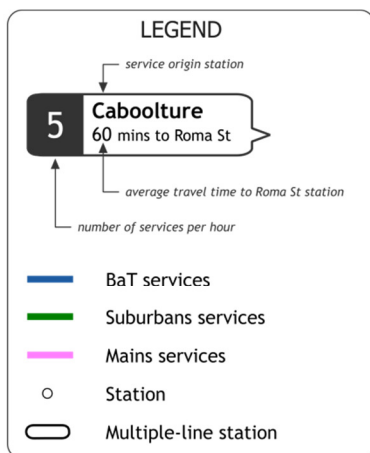 LEGEND
service origin station
5
Caboolture
60 mins to Roma St
average travel time to Roma St station
number of services per hour
BaT services
Suburbans services
Mains services
Station
Multiple-line station